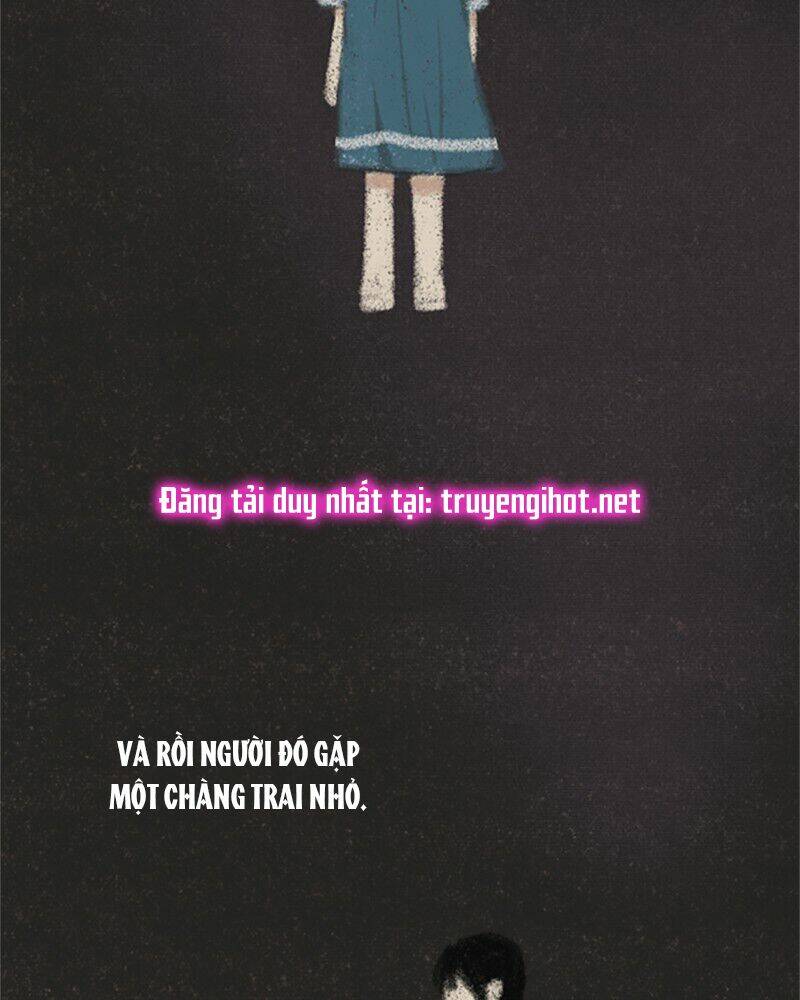 Đăng tải duy nhất tại: truyengihot.net
VÀ RỒI NGƯỜI ĐÓ GẶP
MỘT CHÀNG TRAI NHỎ.